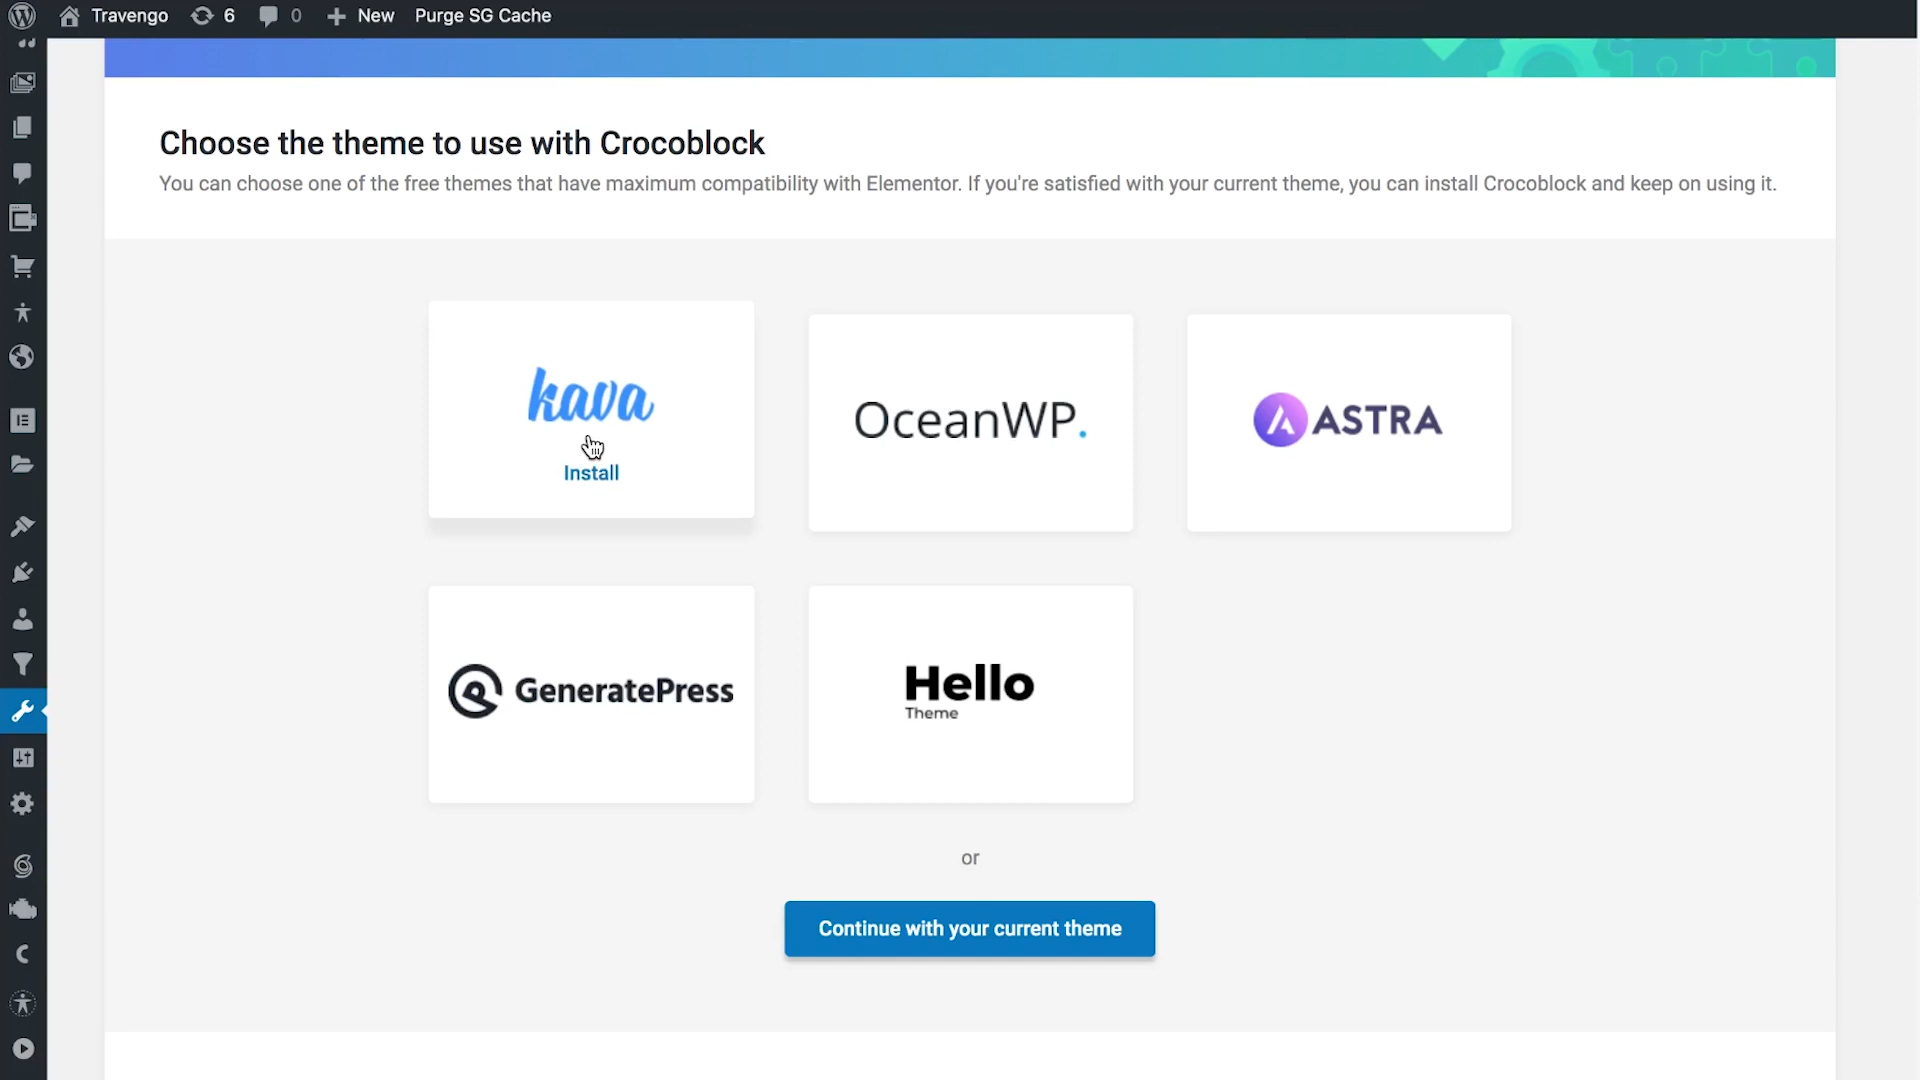 Travengo 6 0 New Purge SG Cache
Choose the theme to use with Crocoblock
You can choose one of the free themes that have maximum compatibility with Elementor. If you're satisfied with your current theme, you can install Crocoblock and keep on using it.
kava
Install
OceanWP.
ASTRA
GeneratePress
Hello
Theme
or
Continue with your current theme